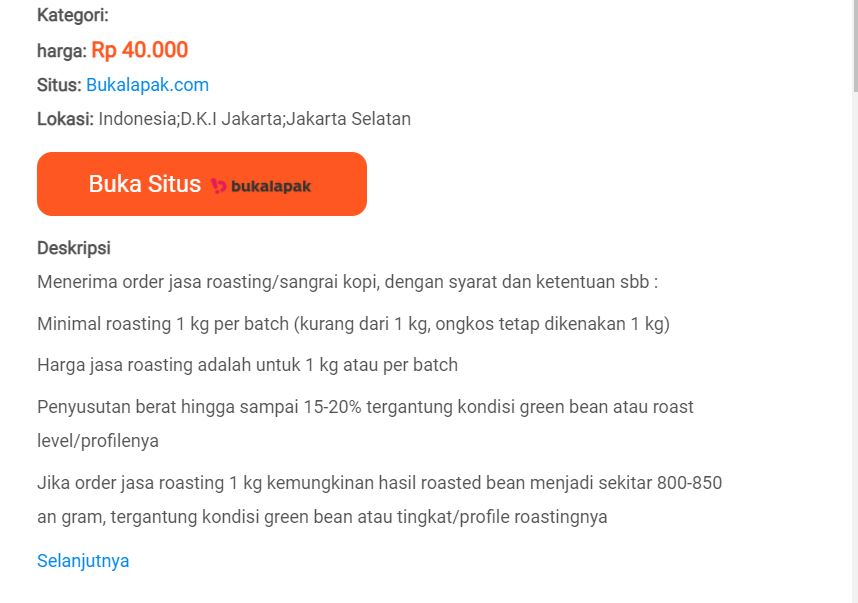 Kategori:
harga: Rp 40.000
Situs: Bukalapak.com
Lokasi: Indonesia;D.K.I Jakarta;Jakarta Selatan
Buka Situs bukalapak
Deskripsi
Menerima order jasa roasting/sangrai kopi, dengan syarat dan ketentuan sbb :
Minimal roasting 1 kg per batch (kurang dari 1 kg, ongkos tetap dikenakan 1 kg)
Harga jasa roasting adalah untuk 1 kg atau per batch
Penyusutan berat hingga sampai 15-20% tergantung kondisi green bean atau roast
level/profilenya
Jika order jasa roasting 1 kg kemungkinan hasil roasted bean menjadi sekitar 800-850
an gram, tergantung kondisi green bean atau tingkat/profile roastingnya
Selanjutnya